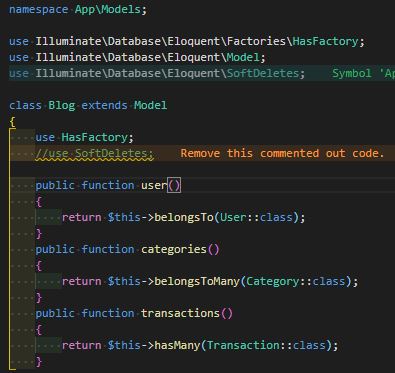 namespace App\Models;
use Illuminate\Database\Eloquent\Factories\HasFactory;
use Illuminate\Database\Eloquent\Model;
use Illuminate\Database\Eloquent\SoftDeletes; Symbol 'Ap
class Blog extends Model
{
use HasFactory;
//use SoftDeletes; Remove this commented out code.
public function user()
{
return $this->belongsTo(User::class);
}
public function categories()
{
return $this->belongsToMany(Category::class);
}
public function transactions()
{
return $this->hasMany(Transaction::class);
}